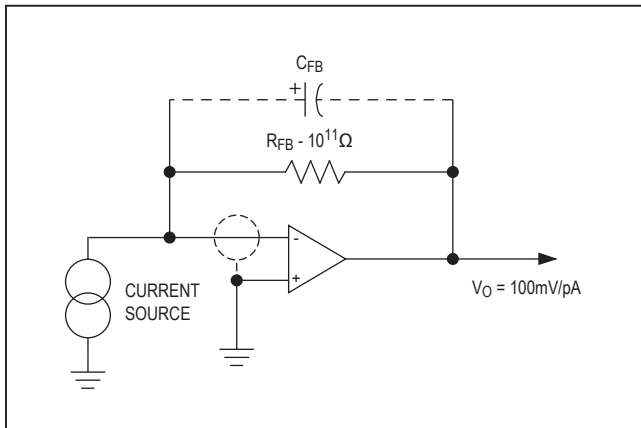 CFB
+
RFB - 10¹¹Ω
-
+
CURRENT
SOURCE
VO = 100mV/pA